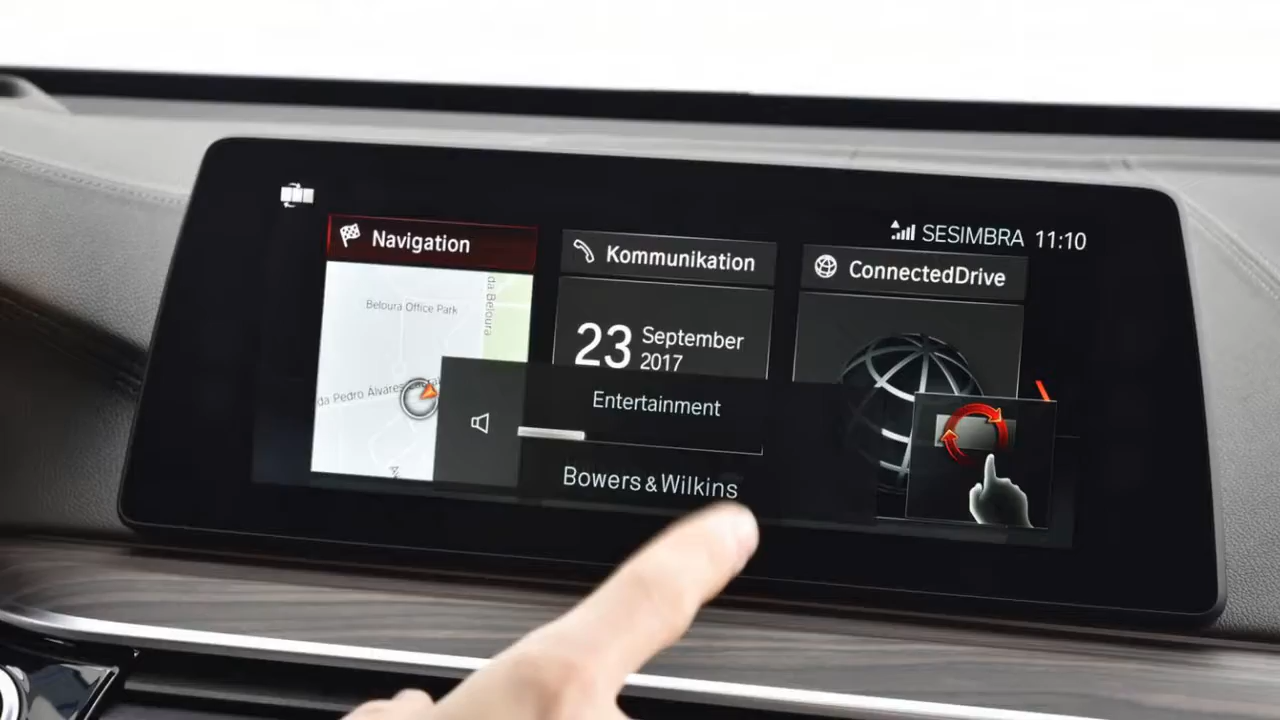 SESIMBRA 11:10
Navigation
Kommunikation
ConnectedDrive
Beloura Office Park
da Beloura
da Pedro Álvares
23
September
2017
Entertainment
Bowers & Wilkins